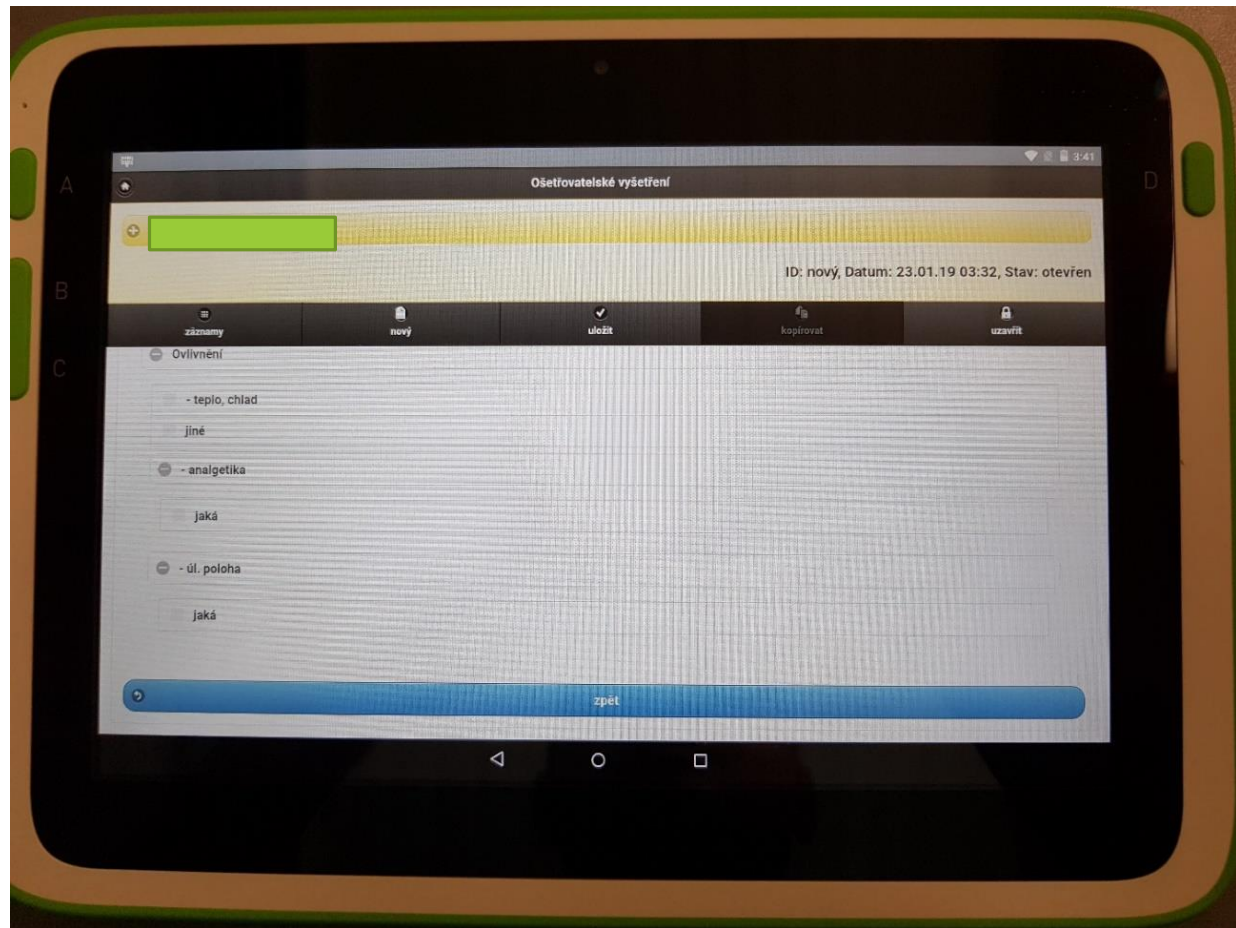 3:41
A
Ošetřovatelské vyšetření
D
ID: nový, Datum: 23.01.19 03:32, Stav: otevřen
B
záznamy
nový
uložit
kopírovat
uzavřít
C
Ovlivnění
- teplo, chlad
jiné
- analgetika
jaká
- úl. poloha
jaká
zpět